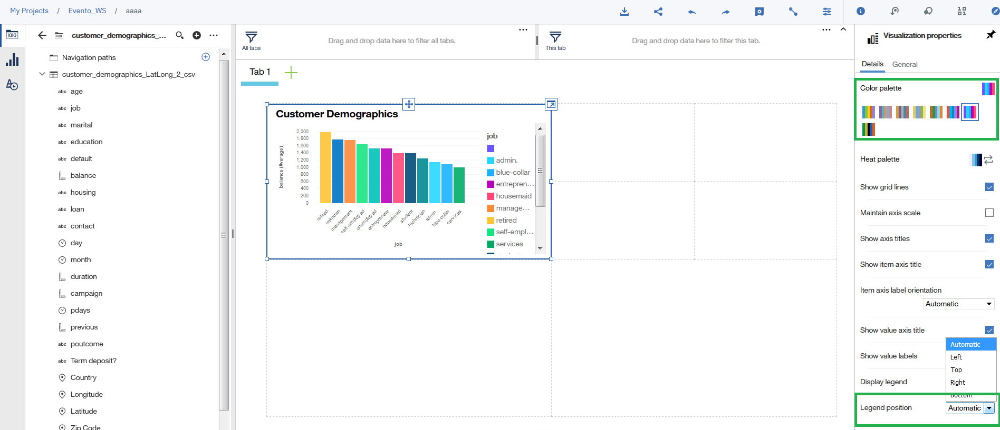 My Projects / Evento_WS / aaaa
customer_demographics_...
Navigation paths
customer_demographics_LatLong_2_csv
abc age
abc job
abc marital
abc education
abc default
balance
abc housing
abc loan
abc contact
day
month
duration
campaign
pdays
previous
abc poutcome
abc Term deposit?
Country
Longitude
Latitude
Zip Code
All tabs
Drag and drop data here to filter all tabs.
This tab
Drag and drop data here to filter this tab.
Tab 1
Customer Demographics
balance (Average)
2,000
1,800
1,600
1,400
1,200
1,000
800
600
400
200
0
retired
unknown
management
self-employed
unemployed
entrepreneur
housemaid
student
technician
admin.
blue-collar
services
job
job
admin.
blue-collar
entrepren...
housemaid
manage...
retired
self-empl...
services
Visualization properties
Details General
Color palette
Heat palette
Show grid lines
Maintain axis scale
Show axis titles
Show item axis title
Item axis label orientation
Automatic
Show value axis title
Show value labels
Display legend
Automatic
Left
Top
Right
Bottom
Legend position
Automatic